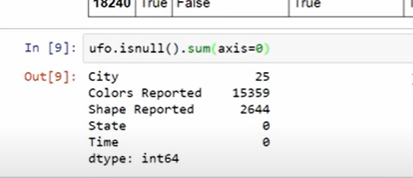 18240 True False True
In [9]: ufo.isnull().sum(axis=0)
Out[9]: City 25
Colors Reported 15359
Shape Reported 2644
State 0
Time 0
dtype: int64